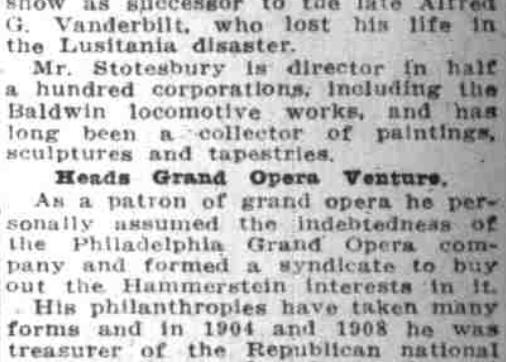 show as successor to the late Alfred
G. Vanderbilt, who lost his life in
the Lusitania disaster.
Mr. Stotesbury is director in half
a hundred corporations, including the
Baldwin locomotive works, and has
long been a collector of paintings,
sculptures and tapestries.
Heads Grand Opera Venture.
As a patron of grand opera he per-
sonally assumed the indebtedness of
the Philadelphia Grand Opera com-
pany and formed a syndicate to buy
out the Hammerstein interests in it.
His philanthropies have taken many
forms and in 1904 and 1908 he was
treasurer of the Republican national